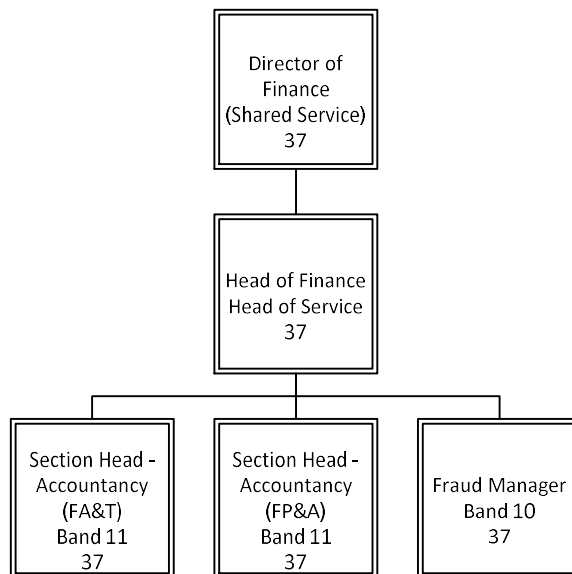 Director of
Finance
(Shared Service)
37
Head of Finance
Head of Service
37
Section Head -
Accountancy
(FA&T)
Band 11
37
Section Head -
Accountancy
(FP&A)
Band 11
37
Fraud Manager
Band 10
37